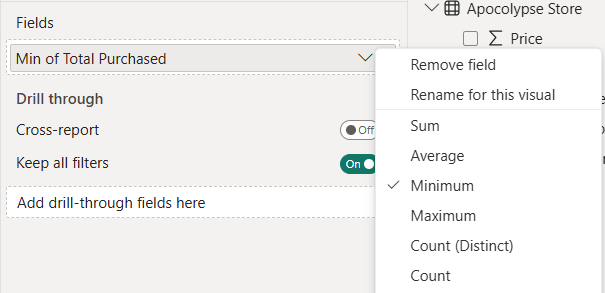 Fields
Min of Total Purchased
Drill through
Cross-report
Off
Keep all filters
On
Add drill-through fields here
Apocolypse Store
Price
Remove field
Rename for this visual
Sum
Average
Minimum
Maximum
Count (Distinct)
Count